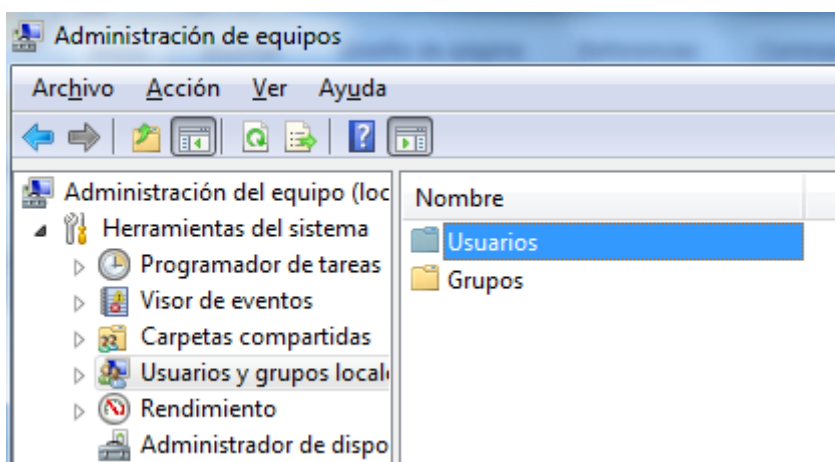 Administración de equipos
Archivo Acción Ver Ayuda
Administración del equipo (loc
Herramientas del sistema
Programador de tareas
Visor de eventos
Carpetas compartidas
Usuarios y grupos local
Rendimiento
Administrador de dispo
Nombre
Usuarios
Grupos